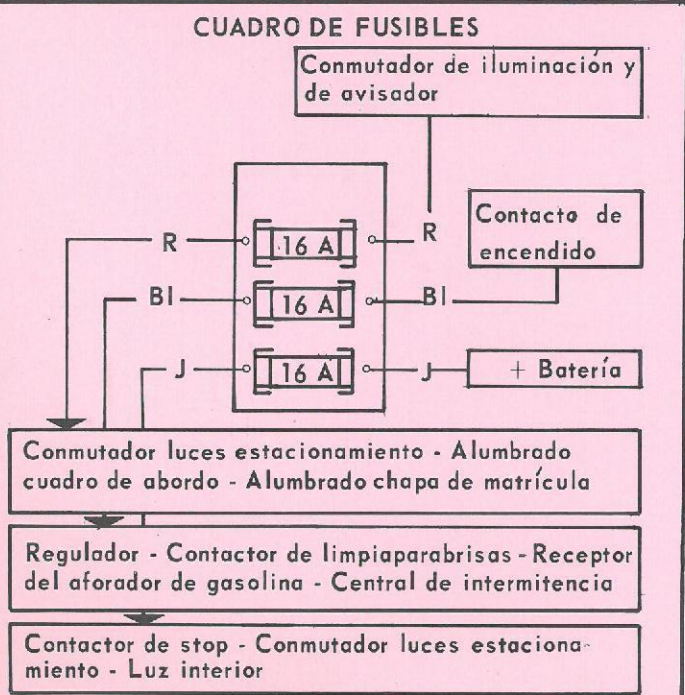 CUADRO DE FUSIBLES
Conmutador de iluminación y
de avisador
Contacto de
encendido
R 16 A R
Bl 16 A Bl
J 16 A J + Batería
Conmutador luces estacionamiento - Alumbrado
cuadro de abordo - Alumbrado chapa de matrícula
Regulador - Contactor de limpiaparabrisas - Receptor
del aforador de gasolina - Central de intermitencia
Contactor de stop - Conmutador luces estaciona-
miento - Luz interior